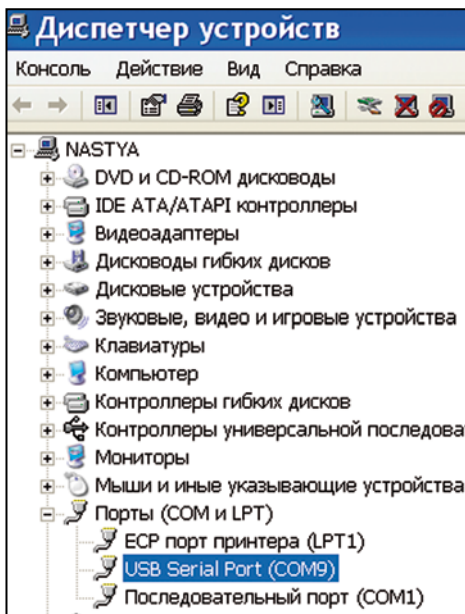 Диспетчер устройств
Консоль Действие Вид Справка
NASTYA
DVD и CD-ROM дисководы
IDE ATA/ATAPI контроллеры
Видеоадаптеры
Дисководы гибких дисков
Дисковые устройства
Звуковые, видео и игровые устройства
Клавиатуры
Компьютер
Контроллеры гибких дисков
Контроллеры универсальной последова
Мониторы
Мыши и иные указывающие устройства
Порты (COM и LPT)
ECP порт принтера (LPT1)
USB Serial Port (COM9)
Последовательный порт (COM1)